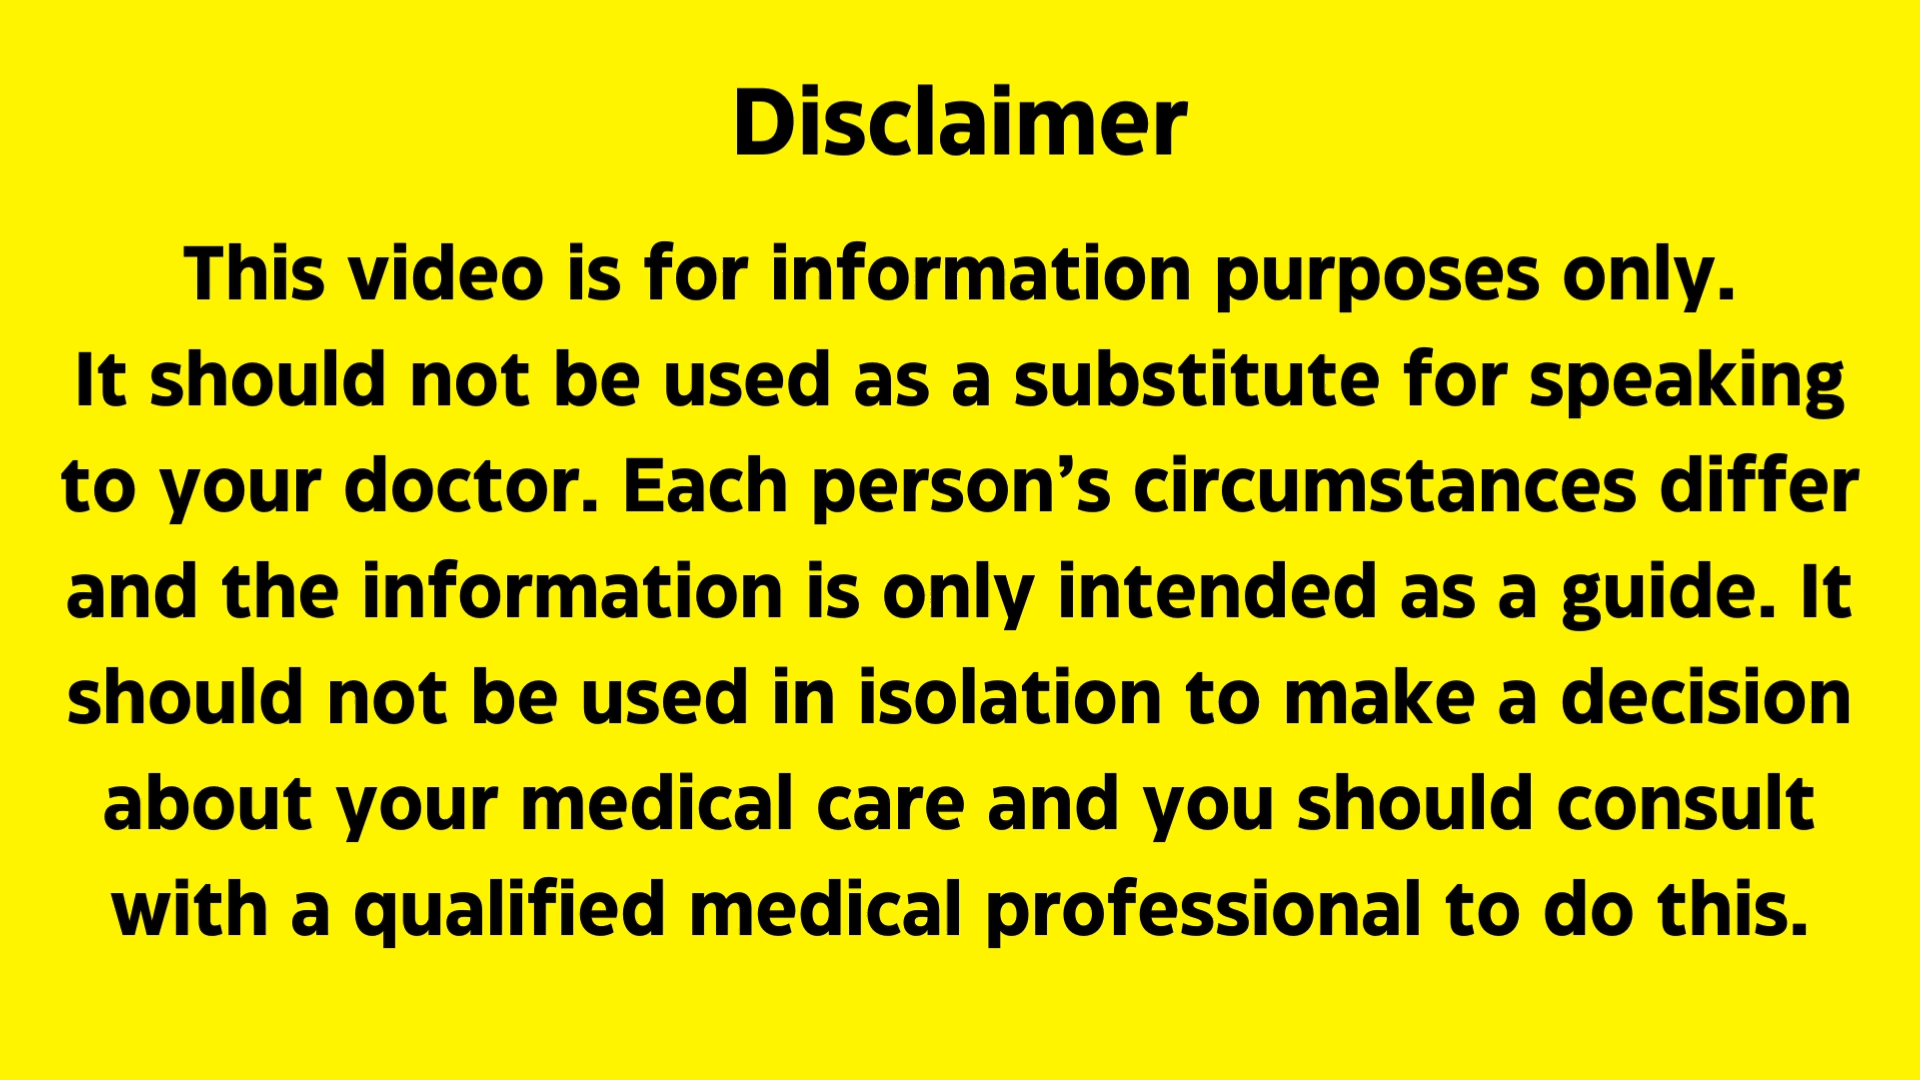 Disclaimer
This video is for information purposes only.
It should not be used as a substitute for speaking
to your doctor. Each person’s circumstances differ
and the information is only intended as a guide. It
should not be used in isolation to make a decision
about your medical care and you should consult
with a qualified medical professional to do this.